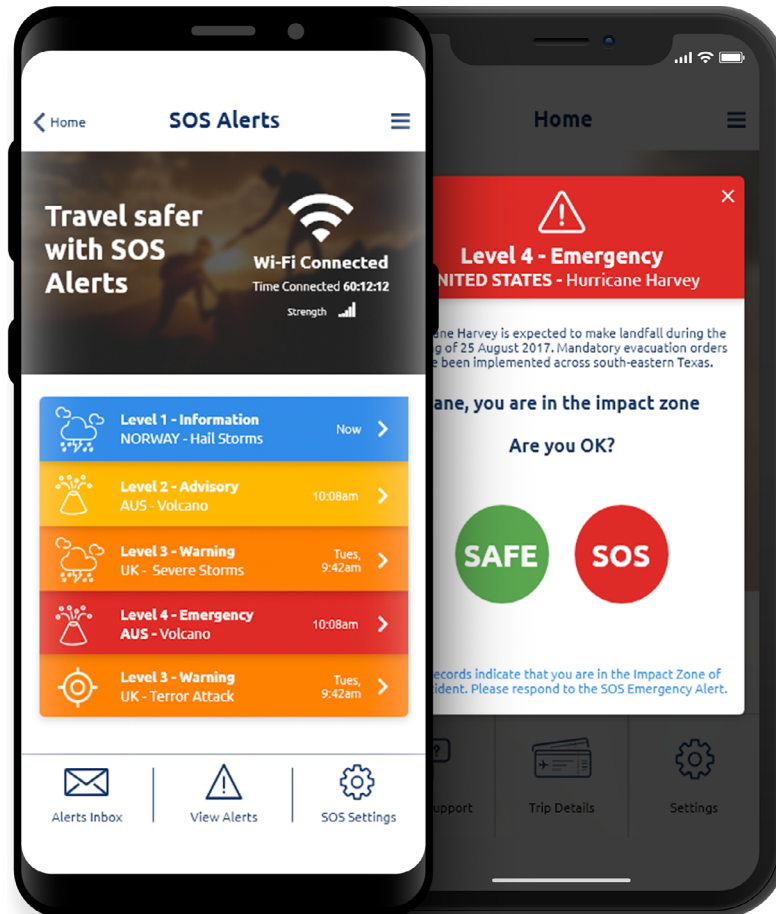 Home
SOS Alerts
Travel safer
with SOS
Alerts
Wi-Fi Connected
Time Connected 60:12:12
Strength
Level 1 - Information
NORWAY - Hail Storms
Now
Level 2 - Advisory
AUS - Volcano
10:08am
Level 3 - Warning
UK - Severe Storms
Tues,
9:42am
Level 4 - Emergency
AUS - Volcano
10:08am
Level 3 - Warning
UK - Terror Attack
Tues,
9:42am
Alerts Inbox
View Alerts
SOS Settings
Home
Level 4 - Emergency
NITED STATES - Hurricane Harvey
ane Harvey is expected to make landfall during the
g of 25 August 2017. Mandatory evacuation orders
e been implemented across south-eastern Texas.
ane, you are in the impact zone
Are you OK?
SAFE
SOS
ecords indicate that you are in the Impact Zone of
ident. Please respond to the SOS Emergency Alert.
upport
Trip Details
Settings